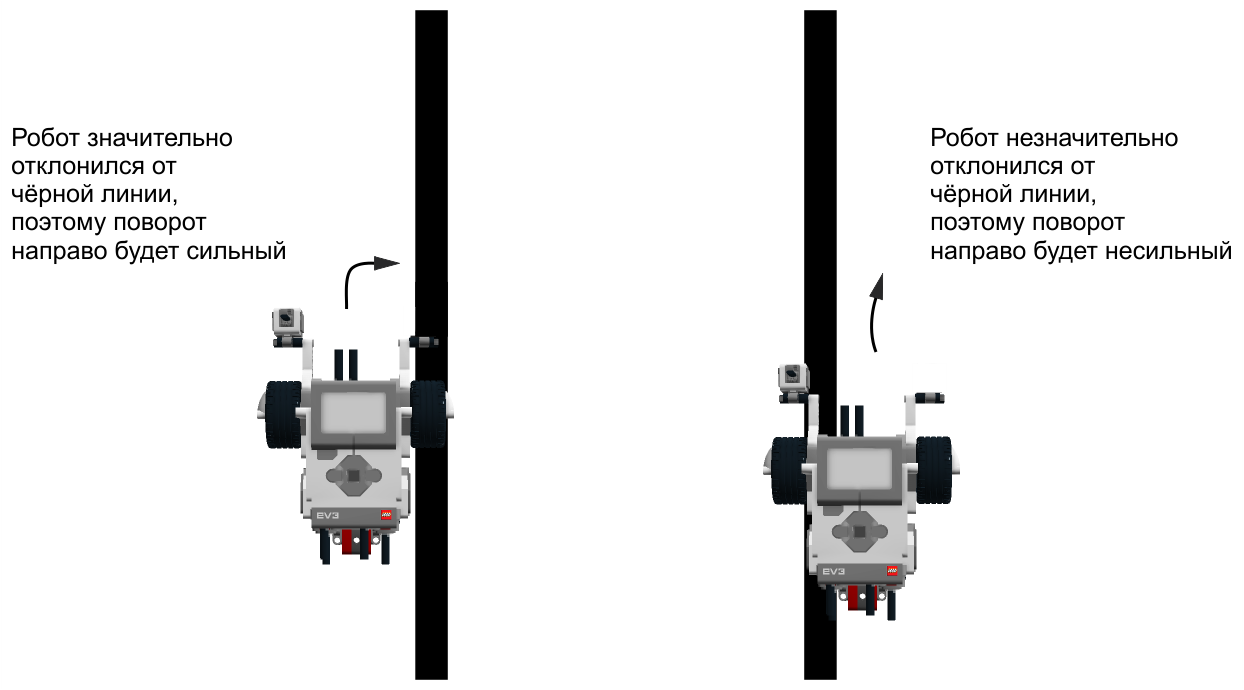 Робот значительно
отклонился от
чёрной линии,
поэтому поворот
направо будет сильный
Робот незначительно
отклонился от
чёрной линии,
поэтому поворот
направо будет несильный
EV3
EV3